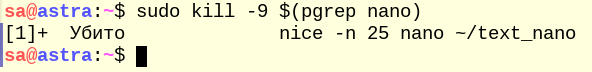 sa@astra:~$ sudo kill -9 $(pgrep nano)
[1]+  Убито                   nice -n 25 nano ~/text_nano
sa@astra:~$